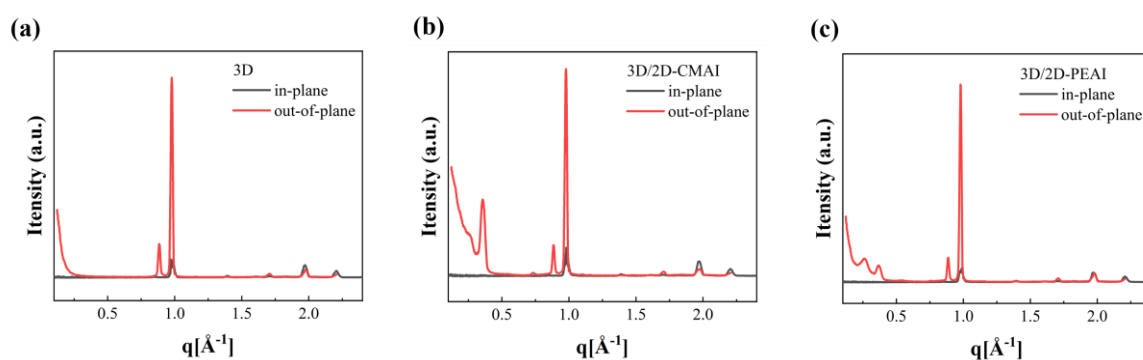 (a)
3D
in-plane
out-of-plane
Itensity (a.u.)
0.5 1.0 1.5 2.0
q[Å⁻¹]
(b)
3D/2D-CMAI
in-plane
out-of-plane
Itensity (a.u.)
0.5 1.0 1.5 2.0
q[Å⁻¹]
(c)
3D/2D-PEAI
in-plane
out-of-plane
Itensity (a.u.)
0.5 1.0 1.5 2.0
q[Å⁻¹]